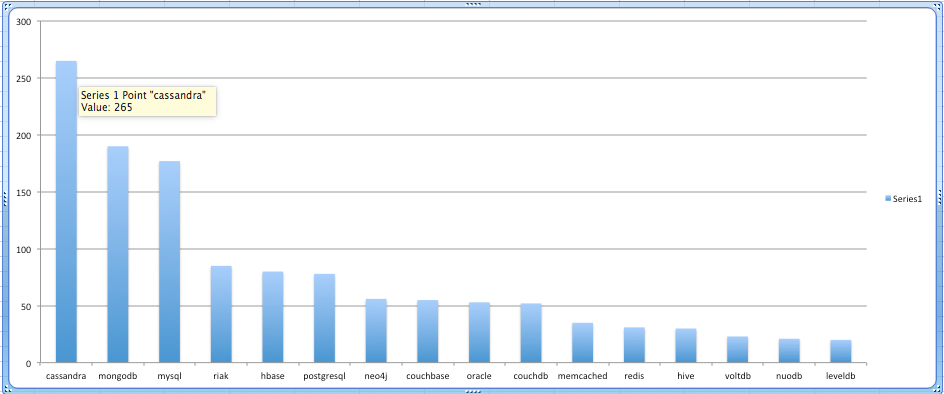 300
250
200
150
100
50
0
Series 1 Point "cassandra"
Value: 265
Series1
cassandra mongodb mysql riak hbase postgresql neo4j couchbase oracle couchdb memcached redis hive voltdb nuodb leveldb